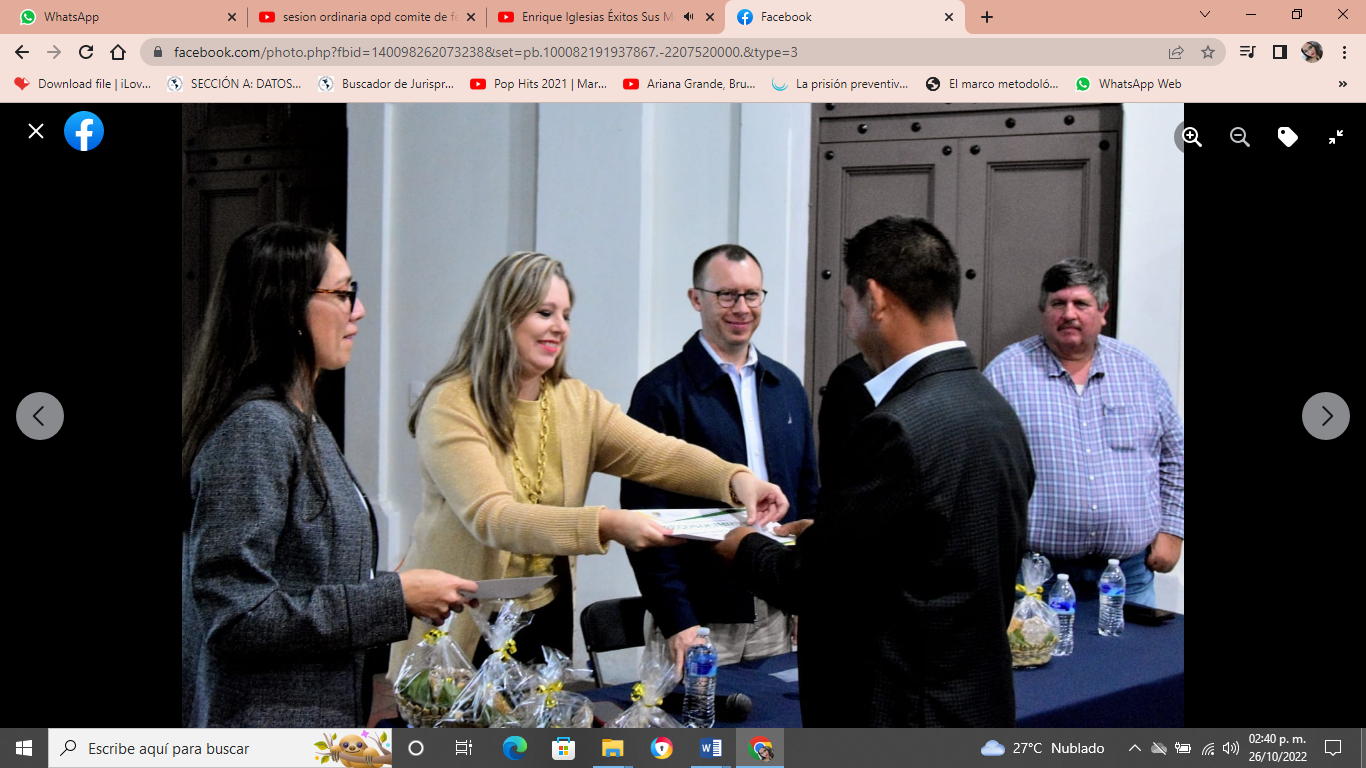 WhatsApp
sesion ordinaria opd comite de fe
Enrique Iglesias Éxitos Sus M
Facebook
facebook.com/photo.php?fbid=140098262073238&set=pb.100082191937867.-2207520000.&type=3
Download file | iLov...
SECCIÓN A: DATOS...
Buscador de Jurispr...
Pop Hits 2021 | Mar...
Ariana Grande, Bru...
La prisión preventiv...
El marco metodoló...
WhatsApp Web
»
Escribe aquí para buscar
27°C Nublado
02:40 p. m.
26/10/2022